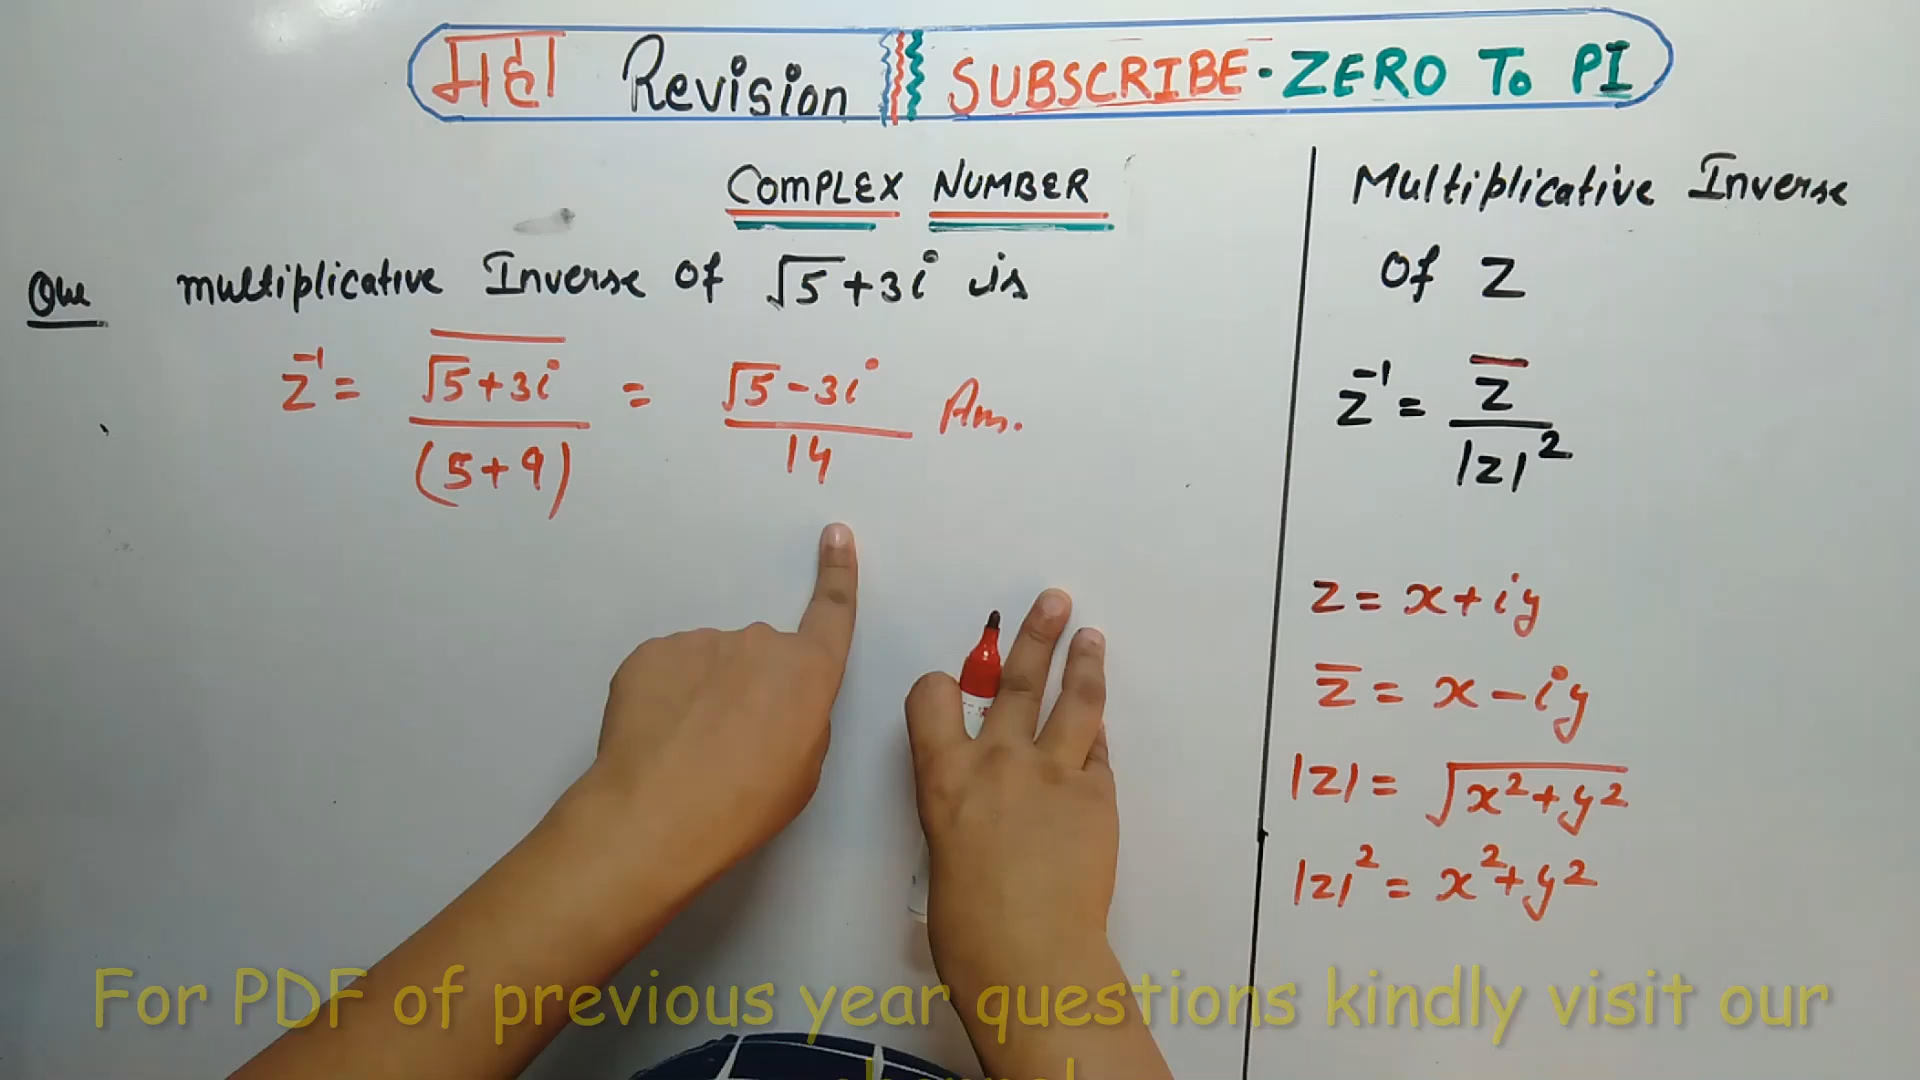 महा Revision SUBSCRIBE - ZERO TO PI
COMPLEX NUMBER
Que multiplicative Inverse of √5+3i is
z⁻¹ = \overline{√5+3i} / (5+9) = √5-3i / 14 Ans.
Multiplicative Inverse
Of Z
z⁻¹ = z̅ / |z|²
z = x+iy
z̅ = x-iy
|z| = √(x²+y²)
|z|² = x²+y²
For PDF of previous year questions kindly visit our